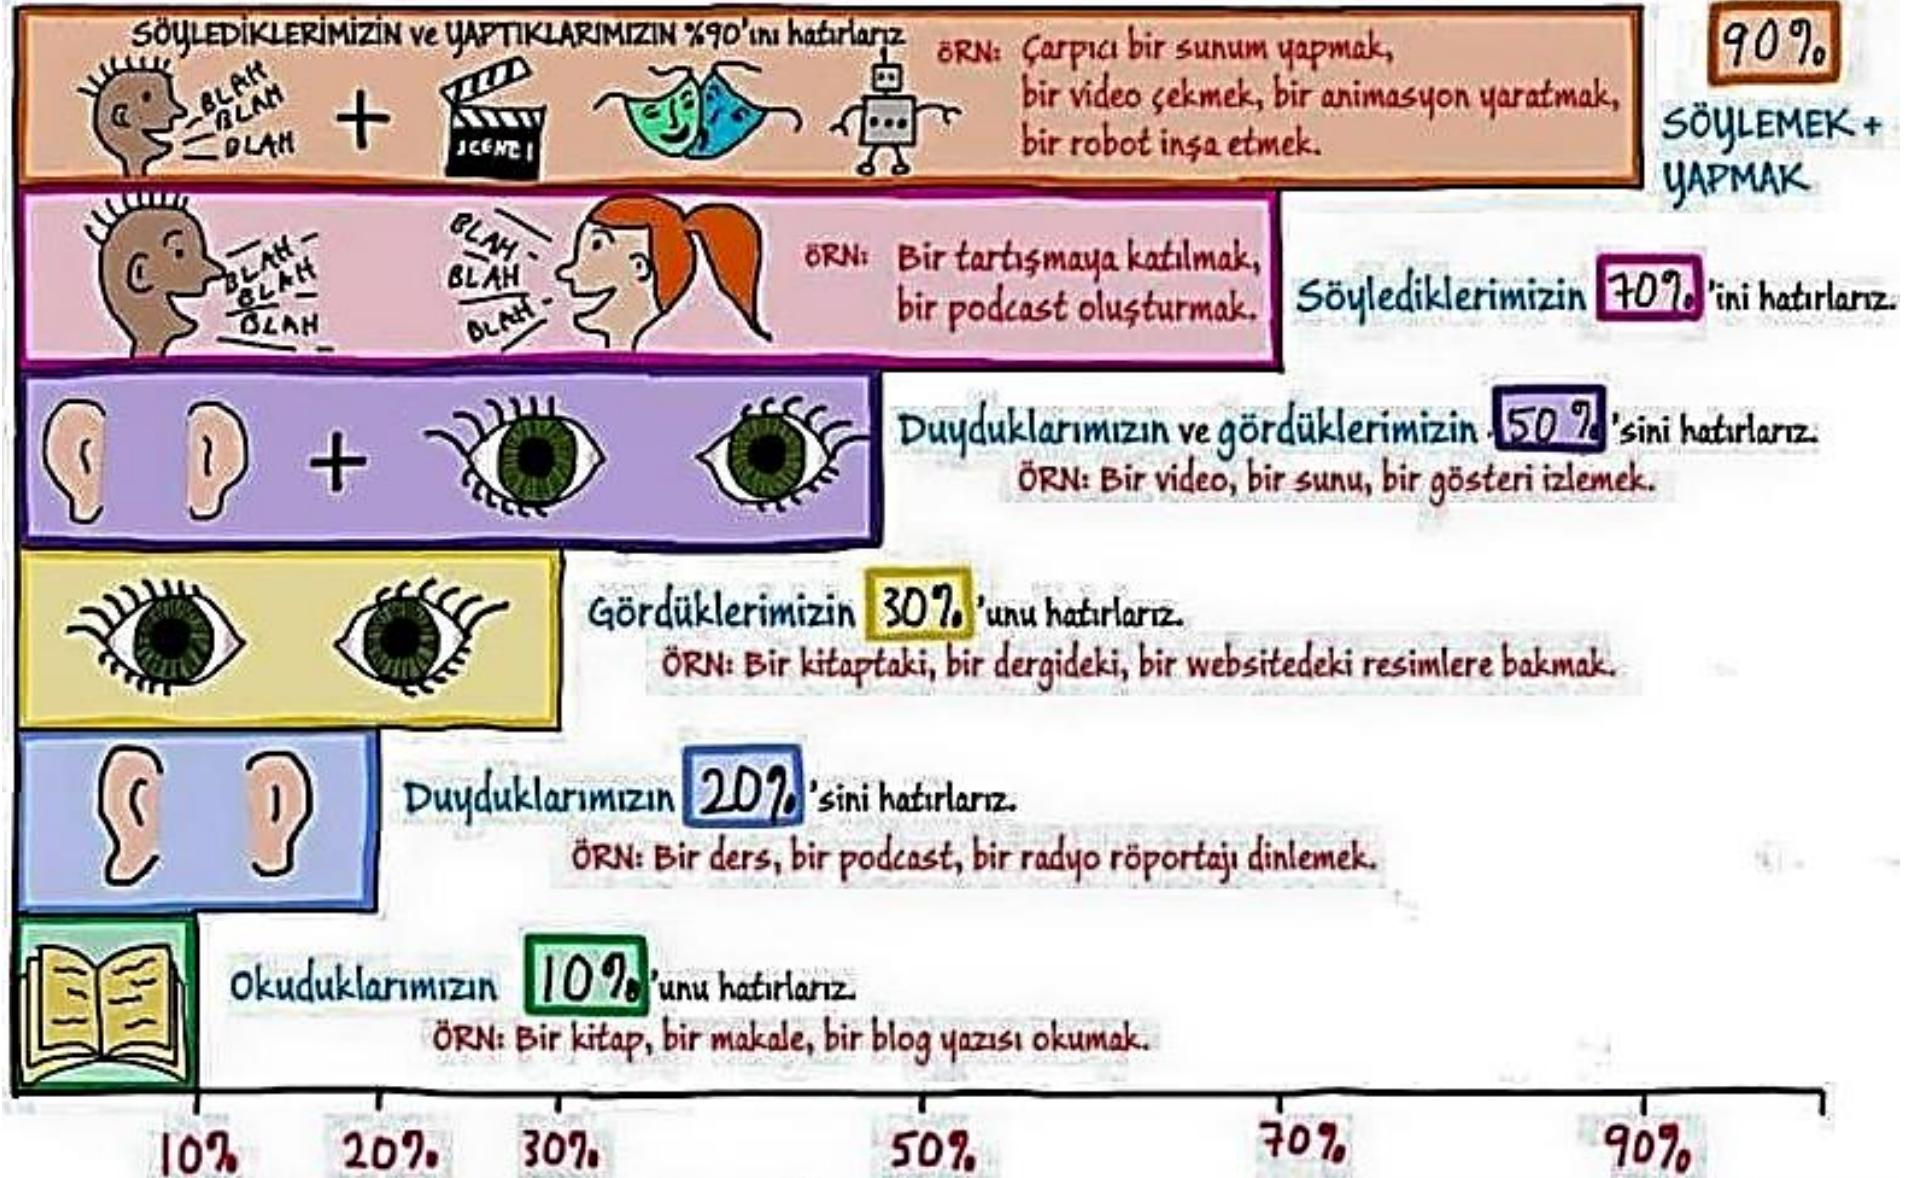 SÖYLEDİKLERİMİZİN ve YAPTIKLARIMIZIN %90'ını hatırlarız
BLAH
BLAH
BLAH
SCENE 1
ÖRN: Çarpıcı bir sunum yapmak,
bir video çekmek, bir animasyon yaratmak,
bir robot inşa etmek.
90%
SÖYLEMEK +
YAPMAK
BLAH
BLAH
BLAH
BLAH
BLAH
BLAH
ÖRN: Bir tartışmaya katılmak,
bir podcast oluşturmak.
Söylediklerimizin 70% 'ini hatırlarız.
Duyduklarımızın ve gördüklerimizin 50% 'sini hatırlarız.
ÖRN: Bir video, bir sunu, bir gösteri izlemek.
Gördüklerimizin 30% 'unu hatırlarız.
ÖRN: Bir kitaptaki, bir dergideki, bir websitedeki resimlere bakmak.
Duyduklarımızın 20% 'sini hatırlarız.
ÖRN: Bir ders, bir podcast, bir radyo röportajı dinlemek.
Okuduklarımızın 10% 'unu hatırlarız.
ÖRN: Bir kitap, bir makale, bir blog yazısı okumak.
10% 20% 30% 50% 70% 90%